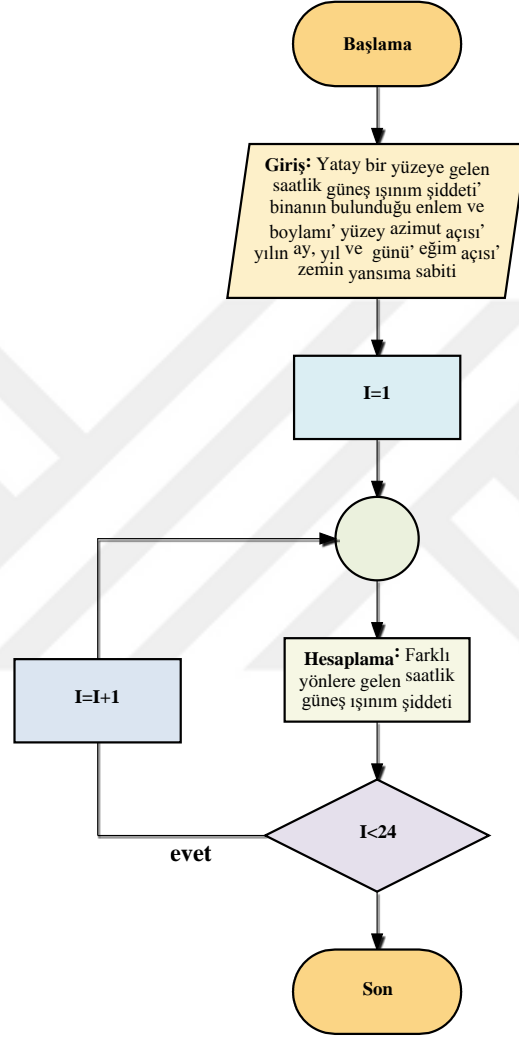 Başlama
Giriş: Yatay bir yüzeye gelen
saatlik güneş ışınım şiddeti'
binanın bulunduğu enlem ve
boylamı' yüzey azimut açısı'
yılın ay, yıl ve günü' eğim açısı'
zemin yansıma sabiti
I=1
Hesaplama: Farklı
yönlere gelen saatlik
güneş ışınım şiddeti
I=I+1
I<24
evet
Son